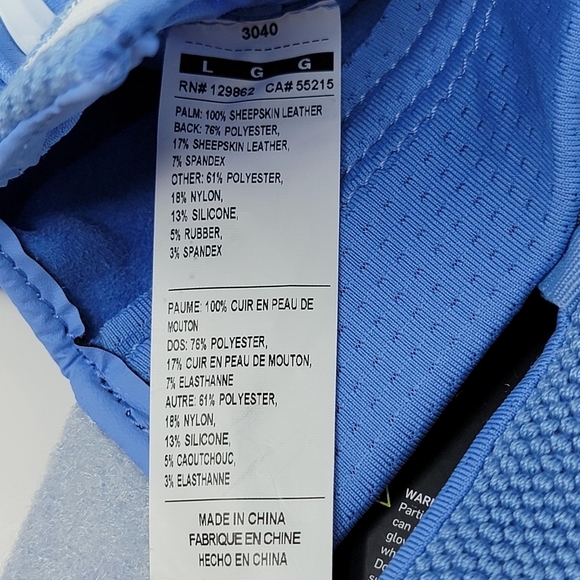 3040
L G G
RN# 129862 CA# 55215
PALM: 100% SHEEPSKIN LEATHER
BACK: 76% POLYESTER,
17% SHEEPSKIN LEATHER,
7% SPANDEX
OTHER: 61% POLYESTER,
18% NYLON,
13% SILICONE,
5% RUBBER,
3% SPANDEX
PAUME: 100% CUIR EN PEAU DE
MOUTON
DOS: 76% POLYESTER,
17% CUIR EN PEAU DE MOUTON,
7% ELASTHANNE
AUTRE: 61% POLYESTER,
18% NYLON,
13% SILICONE,
5% CAOUTCHOUC,
3% ELASTHANNE
MADE IN CHINA
FABRIQUE EN CHINE
HECHO EN CHINA
can